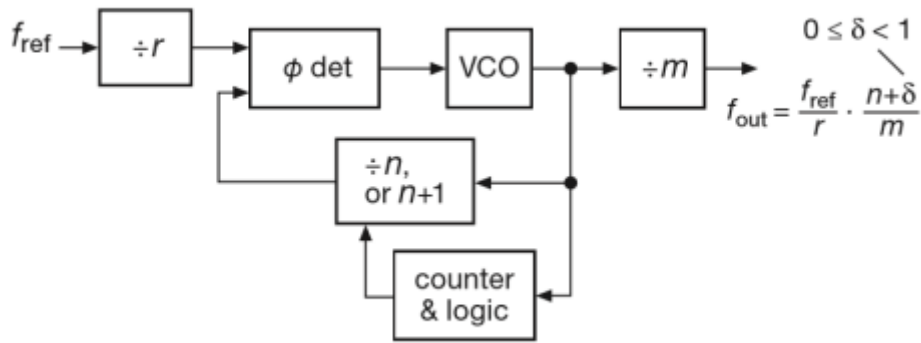 f_ref
÷r
ϕ det
VCO
÷m
0 ≤ δ < 1
f_out = f_ref/r · n+δ/m
÷n,
or n+1
counter
& logic